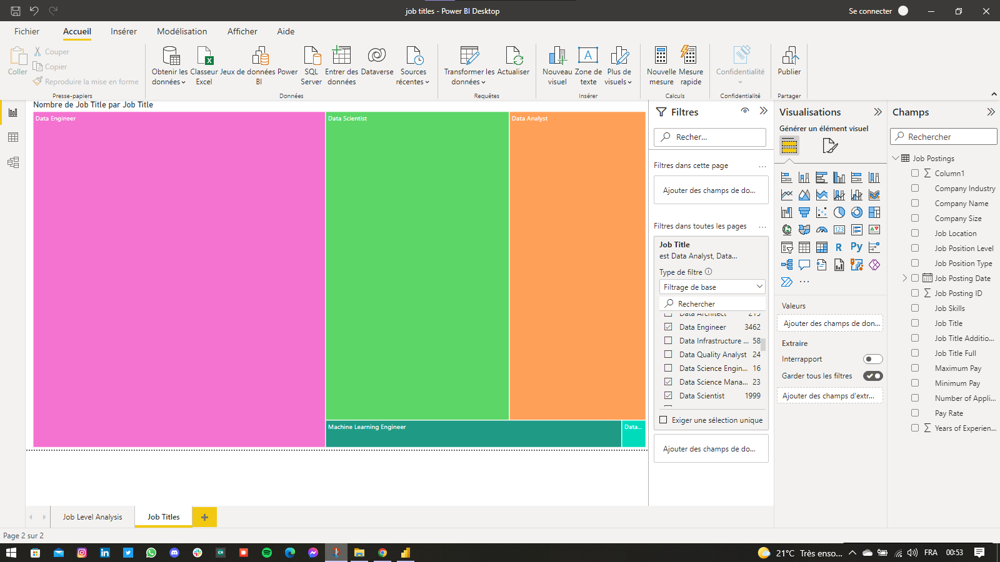 job titles - Power BI Desktop
Se connecter
Fichier
Accueil
Insérer
Modélisation
Afficher
Aide
Coller
Couper
Copier
Reproduire la mise en forme
Presse-papiers
Obtenir les données
Classeur Excel
Jeux de données Power BI
SQL Server
Entrer des données
Dataverse
Sources récentes
Données
Transformer les données
Actualiser
Requêtes
Nouveau visuel
Zone de texte
Plus de visuels
Insérer
Nouvelle mesure
Mesure rapide
Calculs
Confidentialité
Confidentialité
Publier
Partager
Nombre de Job Title par Job Title
Data Engineer
Data Scientist
Data Analyst
Machine Learning Engineer
Data...
Filtres
Recher...
Filtres dans cette page
Ajouter des champs de do...
Filtres dans toutes les pages
Job Title
est Data Analyst, Data...
Type de filtre
Filtrage de base
Rechercher
Data Architect 215
Data Engineer 3462
Data Infrastructure ... 58
Data Quality Analyst 24
Data Science Engin... 16
Data Science Mana... 23
Data Scientist 1999
Exiger une sélection unique
Ajouter des champs de do...
Visualisations
Générer un élément visuel
123
R
Py
Valeurs
Ajouter des champs de don...
Extraire
Interrapport
Garder tous les filtres
Ajouter des champs d'extr...
Champs
Rechercher
Job Postings
Column1
Company Industry
Company Name
Company Size
Job Location
Job Position Level
Job Position Type
Job Posting Date
Job Posting ID
Job Skills
Job Title
Job Title Additio...
Job Title Full
Maximum Pay
Minimum Pay
Number of Appli...
Pay Rate
Years of Experien...
Job Level Analysis
Job Titles
Page 2 sur 2
21°C Très enso...
FRA
00:53